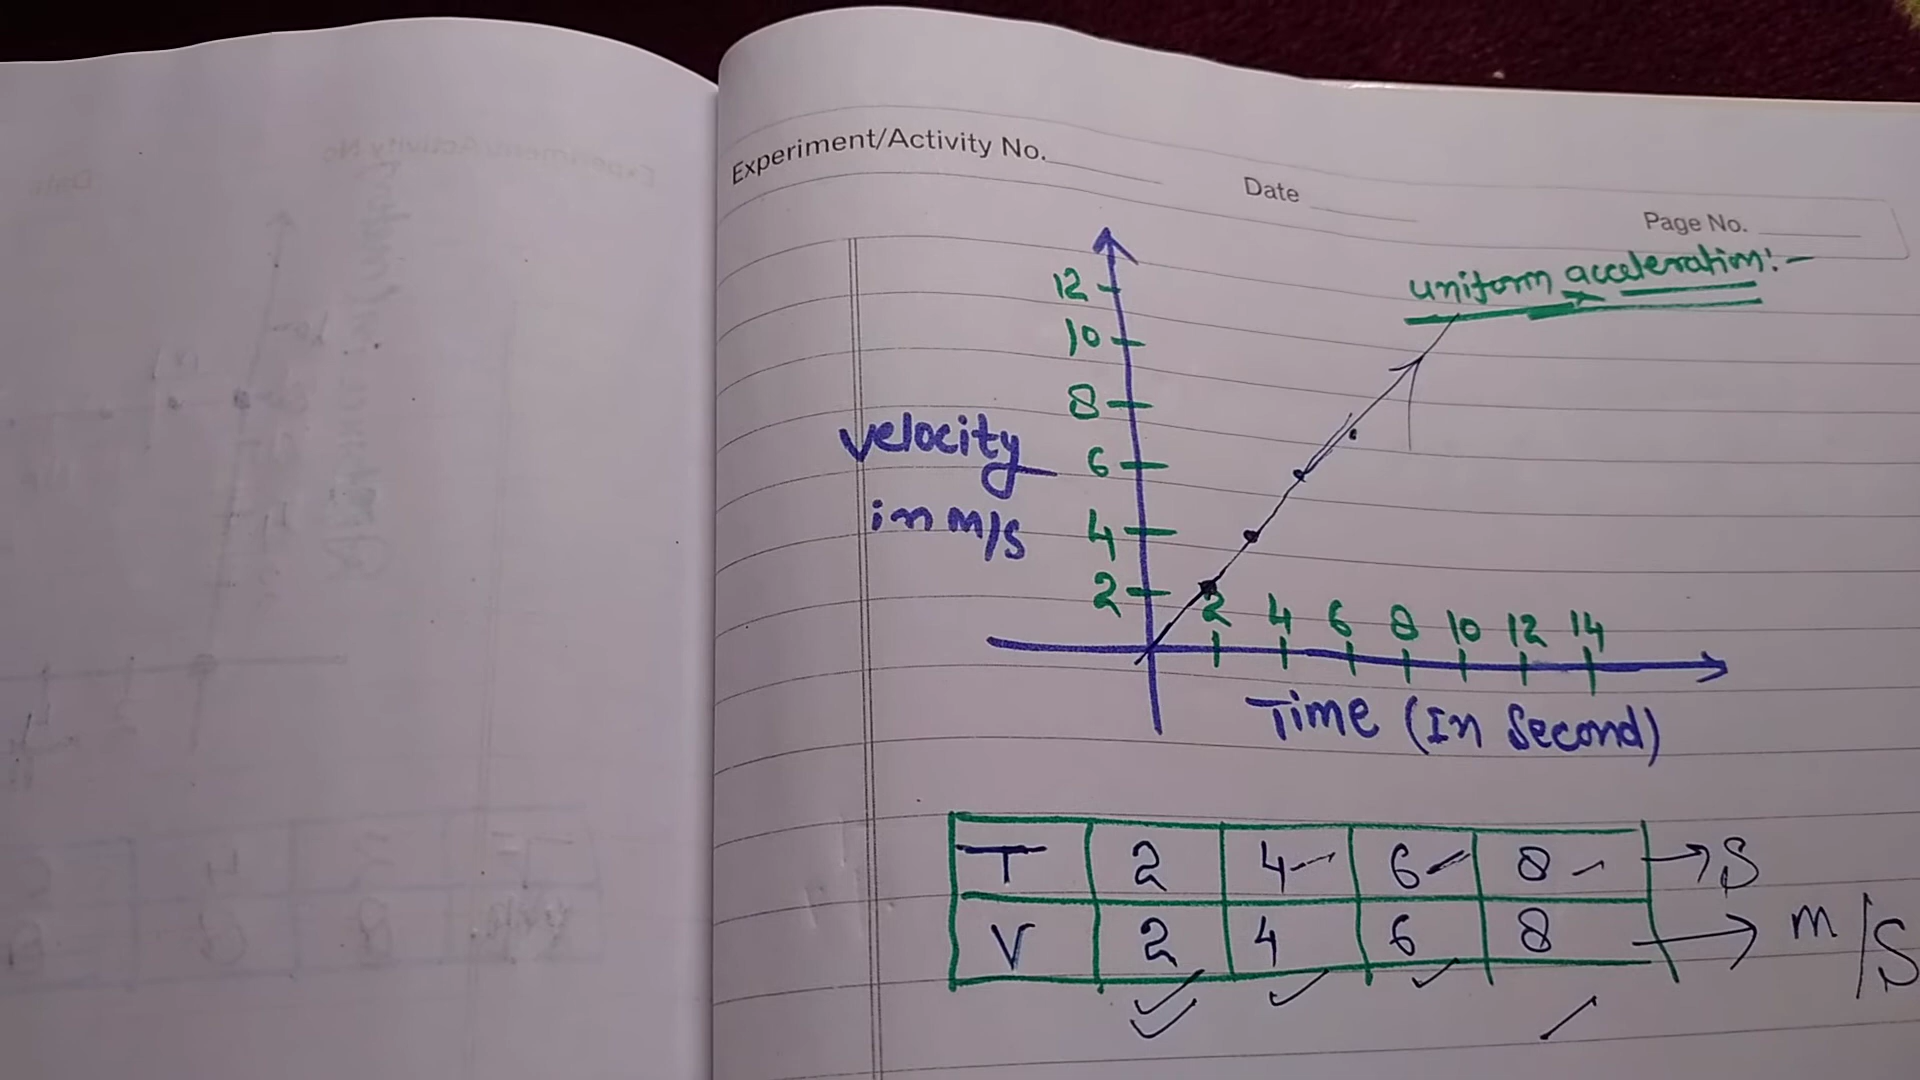 Experiment/Activity No.
Date
Page No.
uniform acceleration:-
12
10
8
6
4
2
velocity
in m/s
2 4 6 8 10 12 14
Time (In Second)
T 2 4 6 8 → S
V 2 4 6 8 → m/s